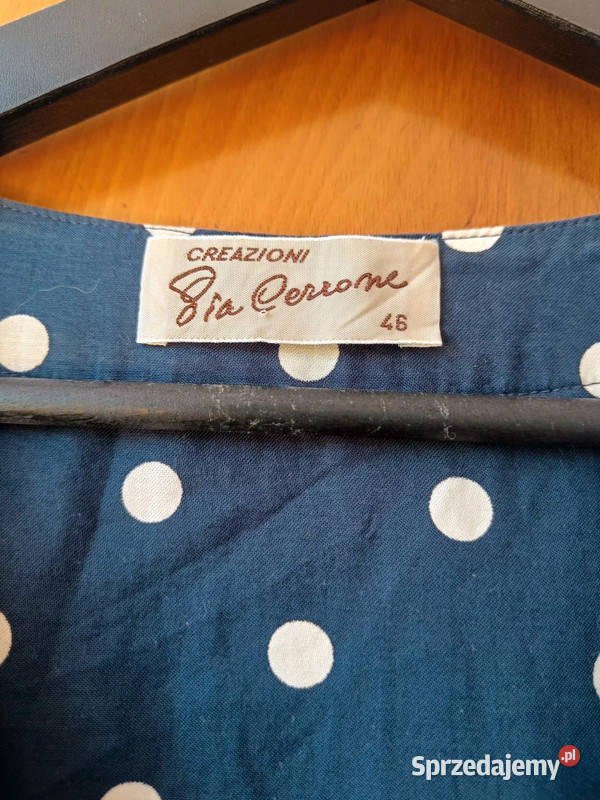 CREAZIONI
Pia Cerrone
46
Sprzedajemy.pl